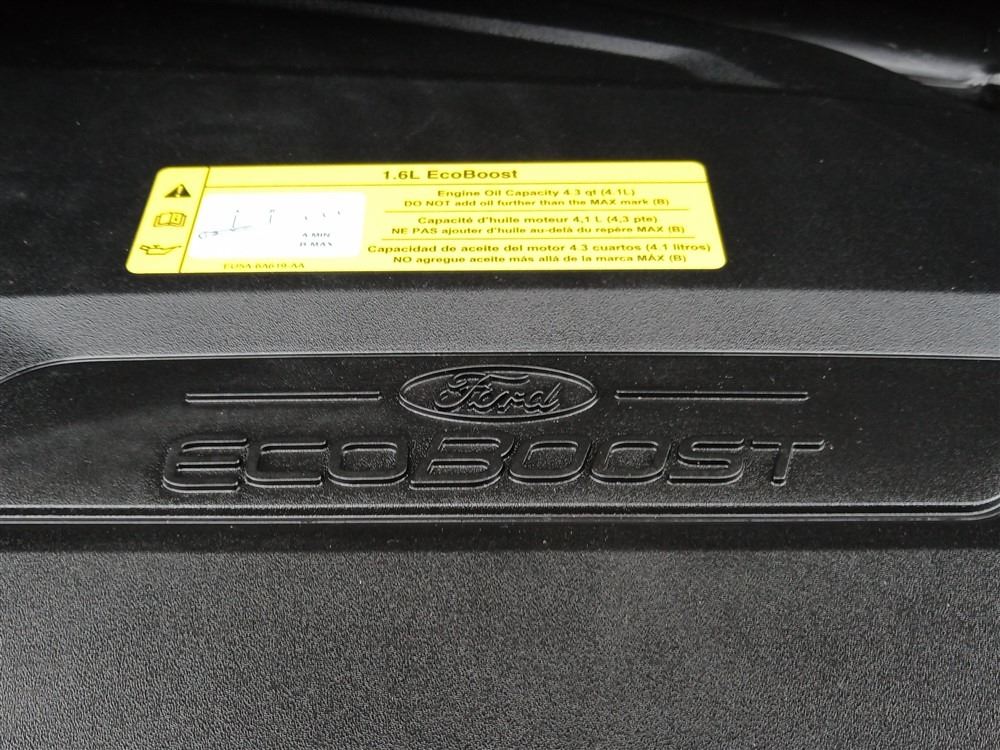 1.6L EcoBoost
Engine Oil Capacity 4.3 qt (4.1L)
DO NOT add oil further than the MAX mark (B)
Capacité d'huile moteur 4,1 L (4,3 pte)
NE PAS ajouter d'huile au-delà du repère MAX (B)
Capacidad de aceite del motor 4.3 cuartos (4.1 litros)
NO agregue aceite más allá de la marca MÁX (B)
A-MIN
B-MAX
Ford
ECOBOOST